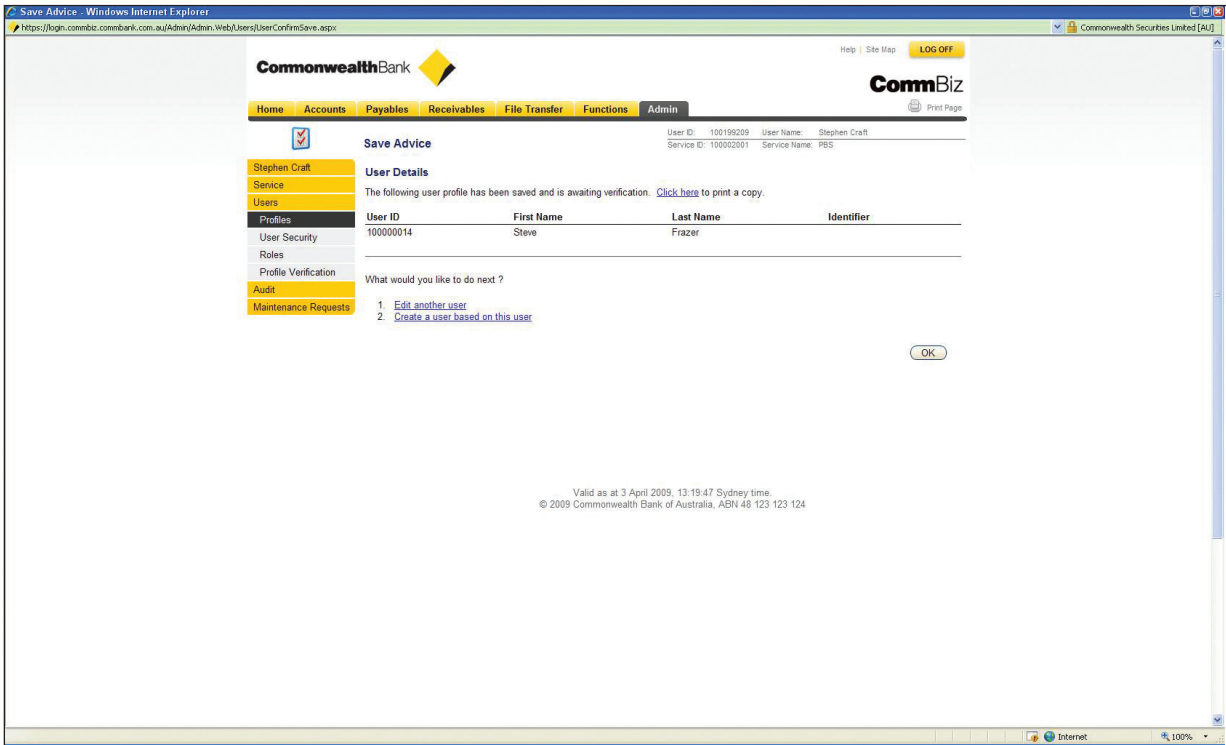 Save Advice - Windows Internet Explorer
https://login.commbiz.commbank.com.au/Admin/Admin.Web/Users/UserConfirmSave.aspx
Commonwealth Securities Limited [AU]
Help | Site Map LOG OFF
CommonwealthBank
CommBiz
Home Accounts Payables Receivables File Transfer Functions Admin
Print Page
User ID: 100199209 User Name: Stephen Craft
Save Advice
Service ID: 100002001 Service Name: PBS
Stephen Craft
Service
Users
Profiles
User Security
Roles
Profile Verification
Audit
Maintenance Requests
User Details
The following user profile has been saved and is awaiting verification. Click here to print a copy.
User ID First Name Last Name Identifier
100000014 Steve Frazer
What would you like to do next ?
1. Edit another user
2. Create a user based on this user
OK
Valid as at 3 April 2009, 13:19:47 Sydney time.
© 2009 Commonwealth Bank of Australia, ABN 48 123 123 124
Internet 100%